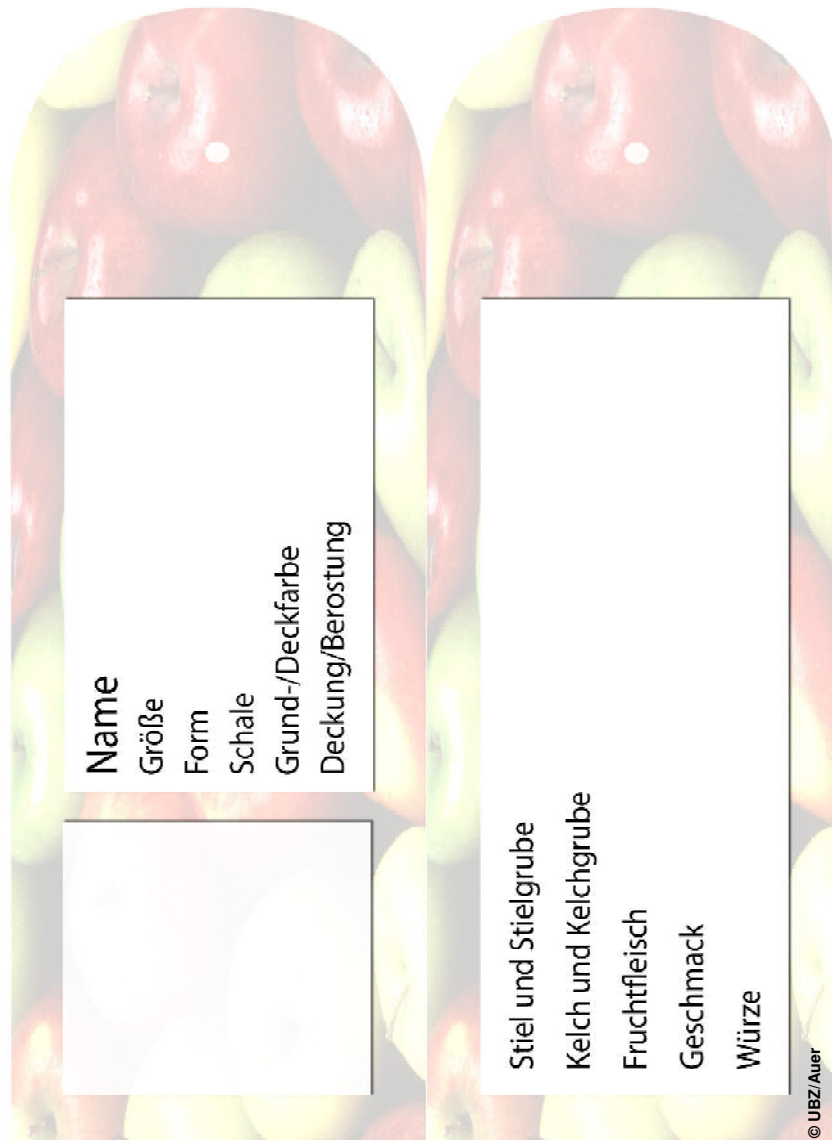 Name
Größe
Form
Schale
Grund-/Deckfarbe
Deckung/Berostung
Stiel und Stielgrube
Kelch und Kelchgrube
Fruchtfleisch
Geschmack
Würze
© UBZ/Auer